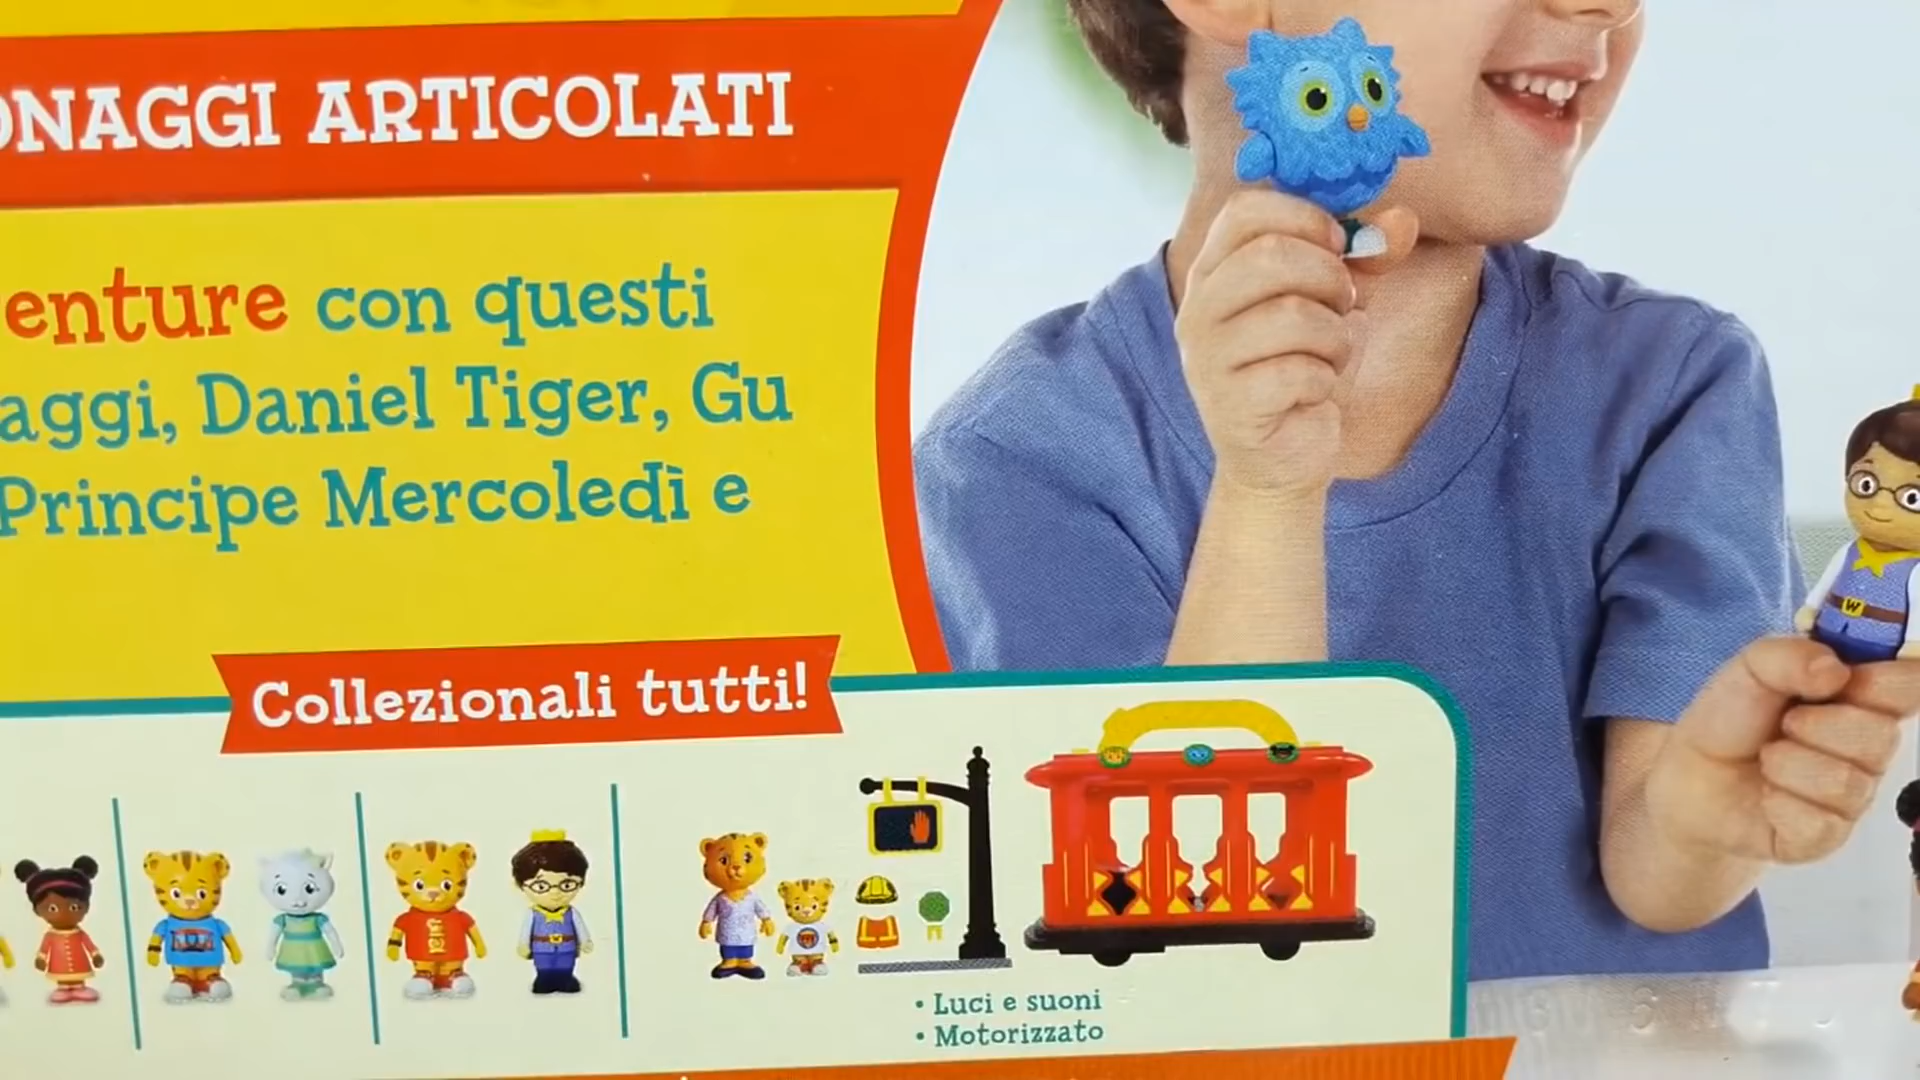 ONAGGI ARTICOLATI
enture con questi
aggi, Daniel Tiger, Gu
Principe Mercoledì e
Collezionali tutti!
• Luci e suoni
• Motorizzato
W